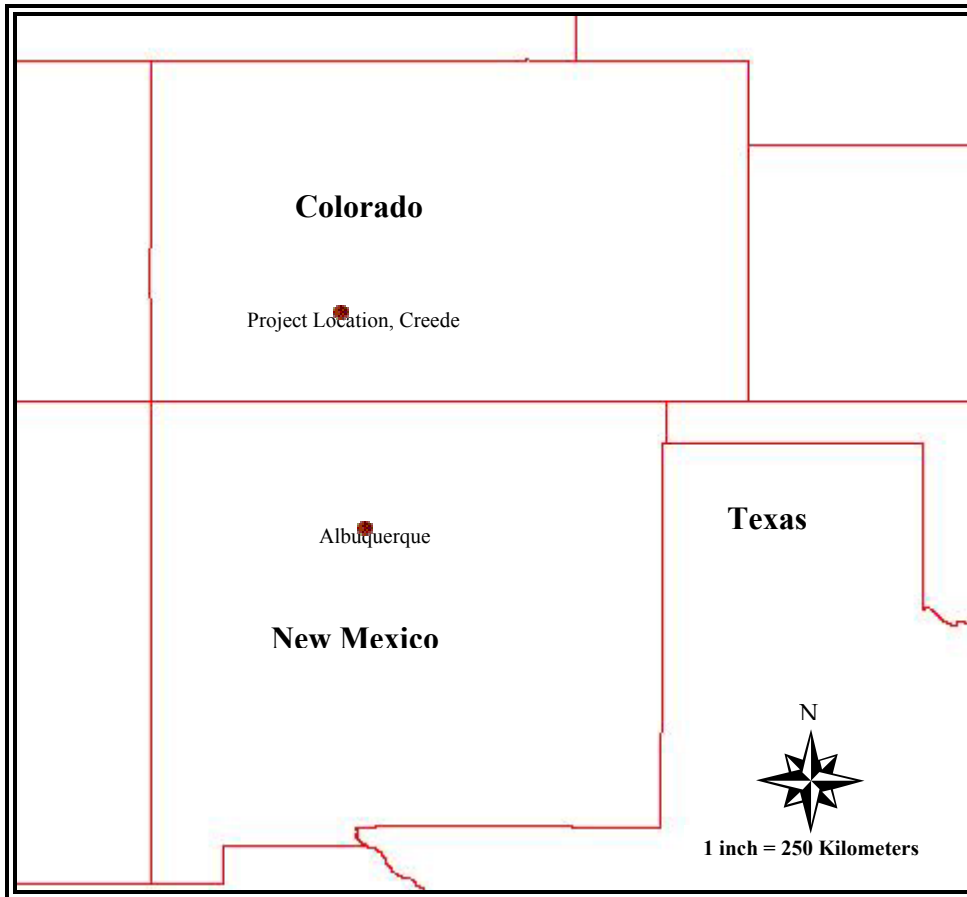 Colorado
Project Location, Creede
Albuquerque
Texas
New Mexico
N
1 inch = 250 Kilometers